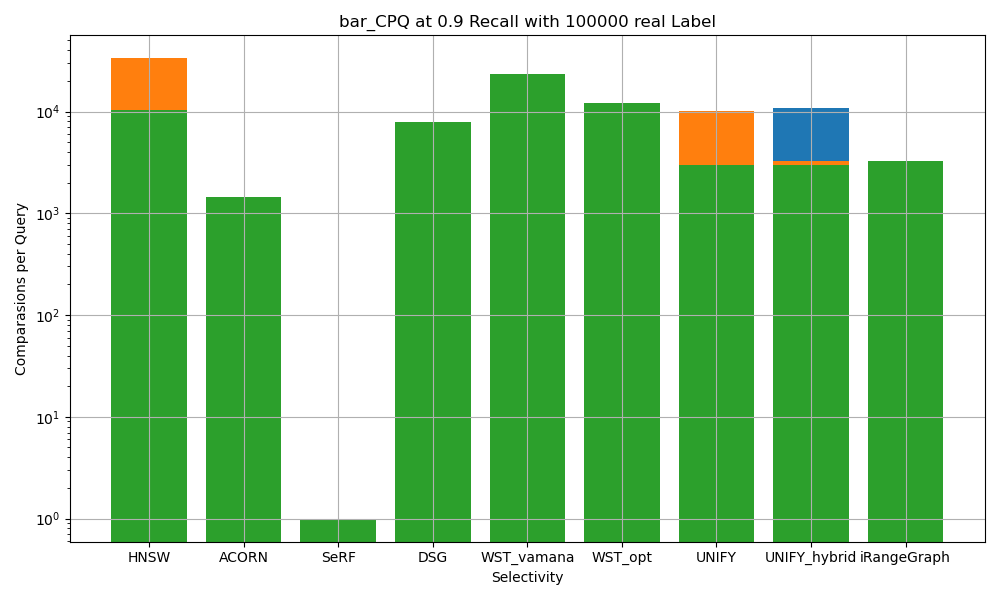 bar_CPQ at 0.9 Recall with 100000 real Label
Comparasions per Query
10^4
10^3
10^2
10^1
10^0
HNSW ACORN SeRF DSG WST_vamana WST_opt UNIFY UNIFY_hybrid iRangeGraph
Selectivity